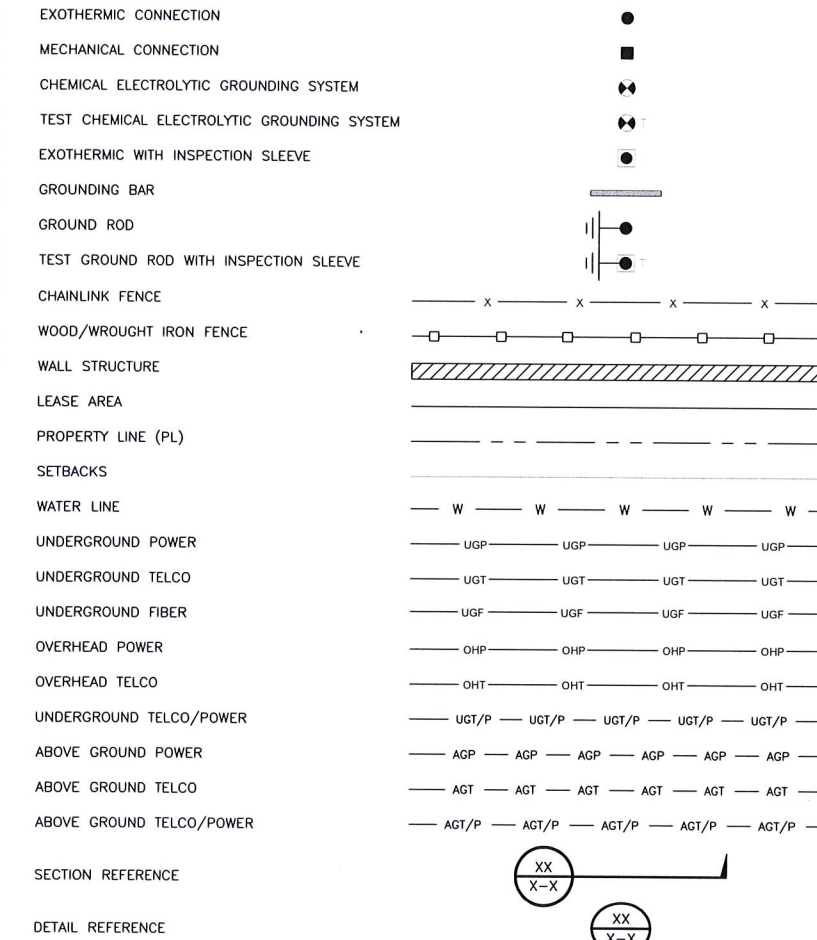 EXOTHERMIC CONNECTION
MECHANICAL CONNECTION
CHEMICAL ELECTROLYTIC GROUNDING SYSTEM
TEST CHEMICAL ELECTROLYTIC GROUNDING SYSTEM T
EXOTHERMIC WITH INSPECTION SLEEVE
GROUNDING BAR
GROUND ROD
TEST GROUND ROD WITH INSPECTION SLEEVE T
CHAINLINK FENCE X X X X
WOOD/WROUGHT IRON FENCE
WALL STRUCTURE
LEASE AREA
PROPERTY LINE (PL)
SETBACKS
WATER LINE W W W W W
UNDERGROUND POWER UGP UGP UGP UGP
UNDERGROUND TELCO UGT UGT UGT UGT
UNDERGROUND FIBER UGF UGF UGF UGF
OVERHEAD POWER OHP OHP OHP OHP
OVERHEAD TELCO OHT OHT OHT OHT
UNDERGROUND TELCO/POWER UGT/P UGT/P UGT/P UGT/P UGT/P
ABOVE GROUND POWER AGP AGP AGP AGP AGP AGP
ABOVE GROUND TELCO AGT AGT AGT AGT AGT AGT
ABOVE GROUND TELCO/POWER AGT/P AGT/P AGT/P AGT/P AGT/P
SECTION REFERENCE
XX
X-X
DETAIL REFERENCE
XX
X-X